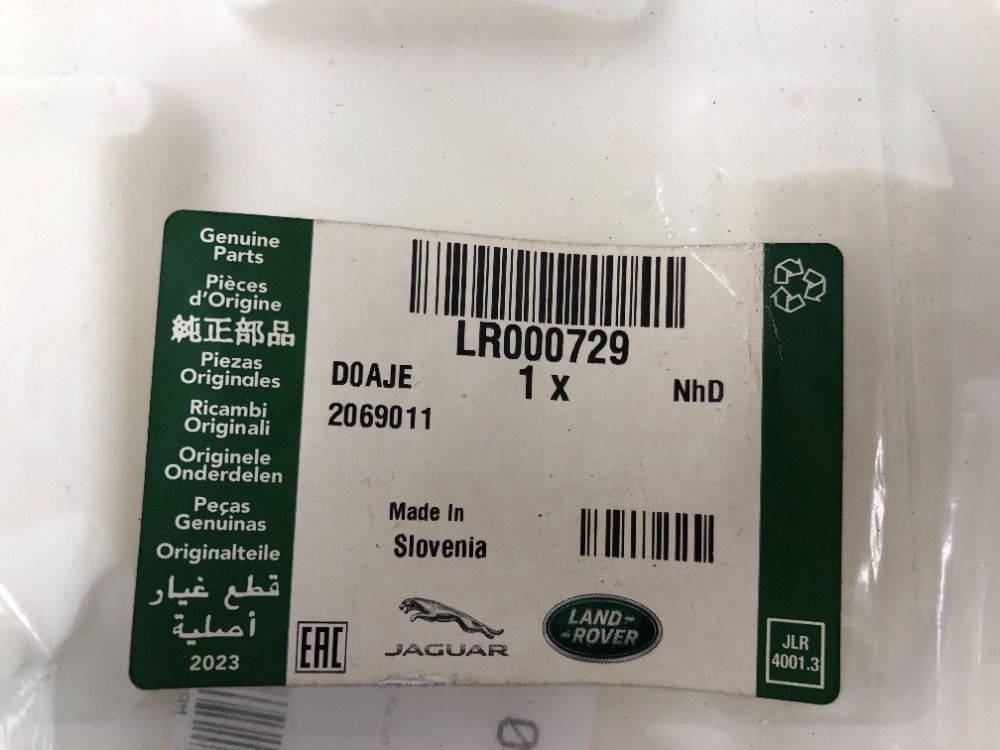 Genuine
Parts
Pièces
d'Origine
純正部品
Piezas
Originales
Ricambi
Originali
Originele
Onderdelen
Peças
Genuinas
Originalteile
قطع غيار
أصلية
2023
LR000729
D0AJE
1 x
NhD
2069011
Made In
Slovenia
EAC
JAGUAR
LAND-
-ROVER
JLR
4001.3